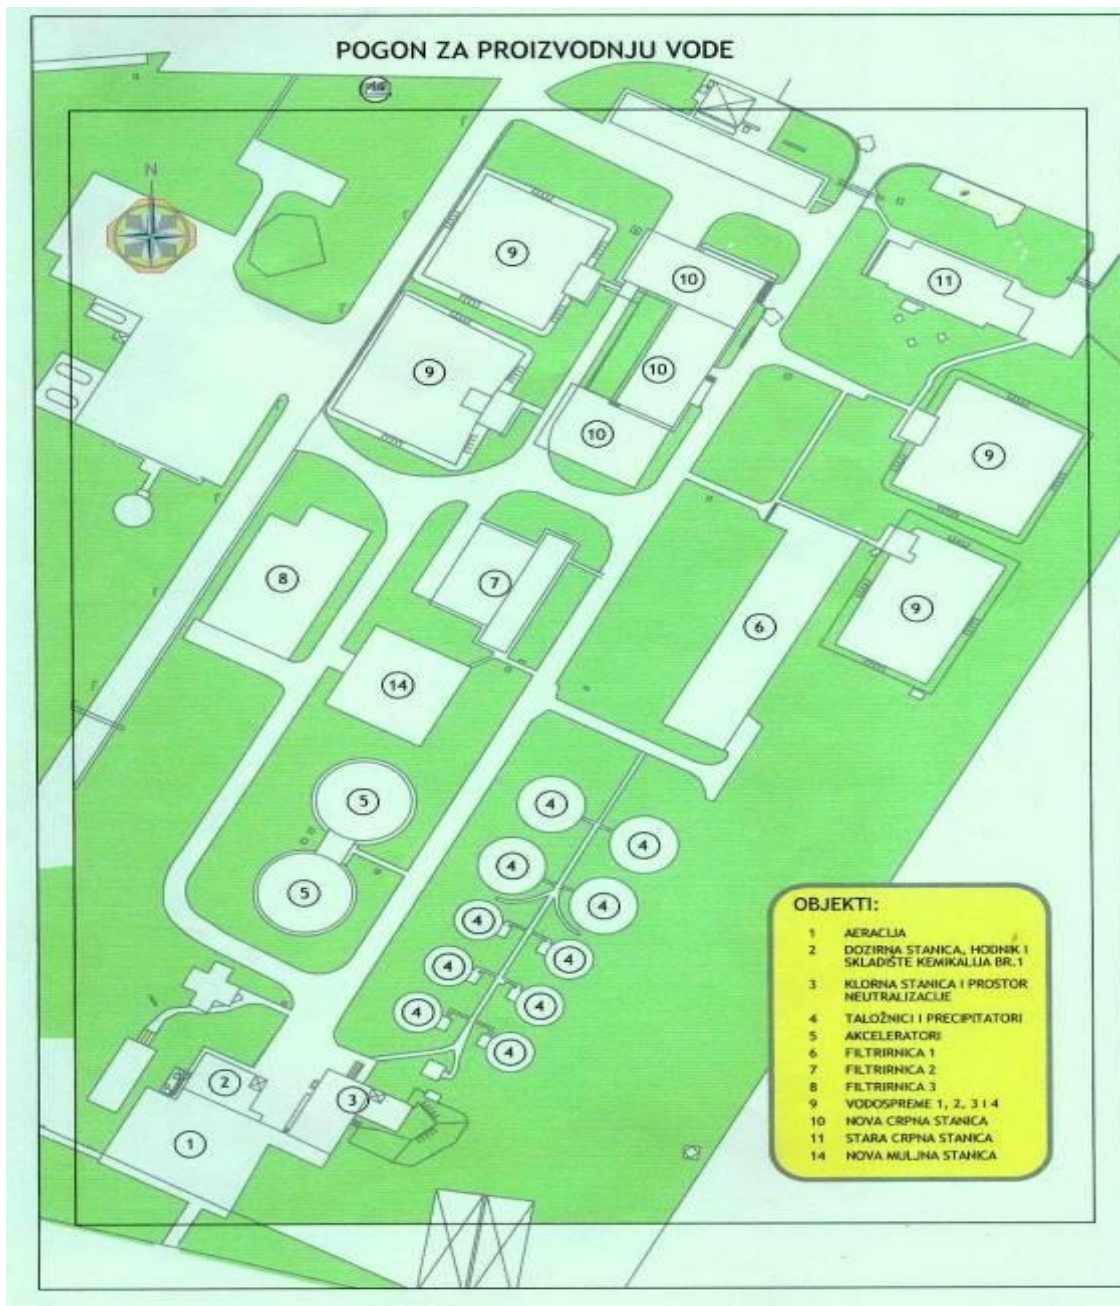 POGON ZA PROIZVODNJU VODE
N
9
10
11
9
10
10
9
8
7
9
6
14
5
4
4
4
5
4
4
4
4
4
4
4
2
3
1
OBJEKTI:
1 AERACIJA
2 DOZIRNA STANICA, HODNIK I
SKLADIŠTE KEMIKALIJA BR.1
3 KLORNA STANICA I PROSTOR
NEUTRALIZACIJE
4 TALOŽNICI I PRECIPITATORI
5 AKCELERATORI
6 FILTRIRNICA 1
7 FILTRIRNICA 2
8 FILTRIRNICA 3
9 VODOSPREME 1, 2, 3 I 4
10 NOVA CRPNA STANICA
11 STARA CRPNA STANICA
14 NOVA MULJNA STANICA